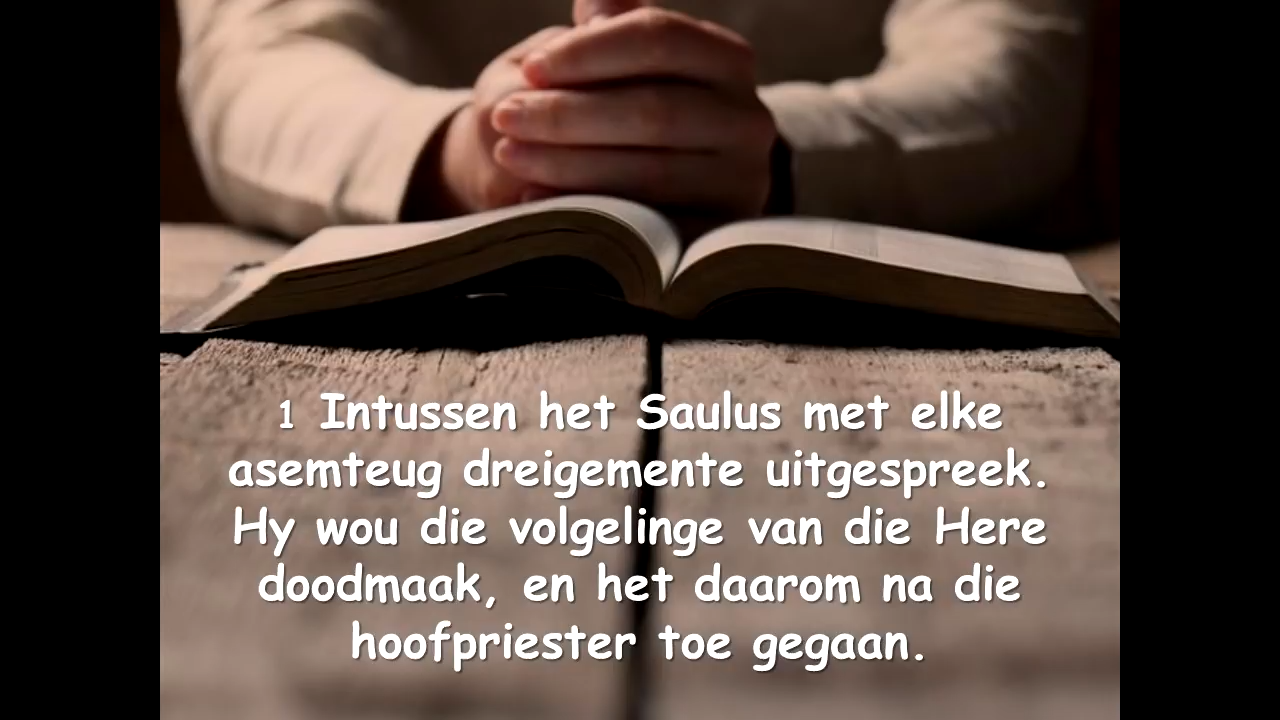 1 Intussen het Saulus met elke
asemteug dreigemente uitgespreek.
Hy wou die volgelinge van die Here
doodmaak, en het daarom na die
hoofpriester toe gegaan.